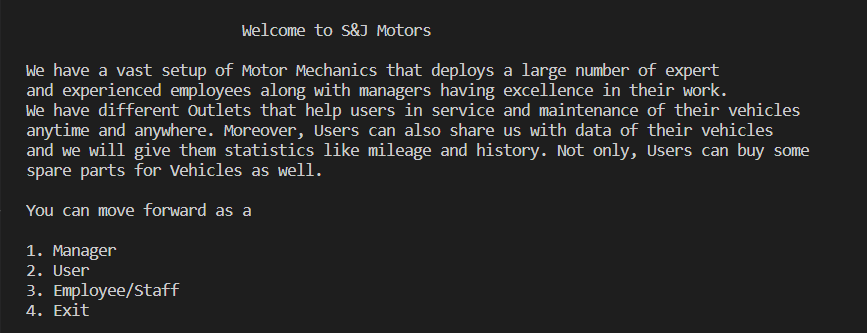 Welcome to S&J Motors
We have a vast setup of Motor Mechanics that deploys a large number of expert
and experienced employees along with managers having excellence in their work.
We have different Outlets that help users in service and maintenance of their vehicles
anytime and anywhere. Moreover, Users can also share us with data of their vehicles
and we will give them statistics like mileage and history. Not only, Users can buy some
spare parts for Vehicles as well.
You can move forward as a
1. Manager
2. User
3. Employee/Staff
4. Exit